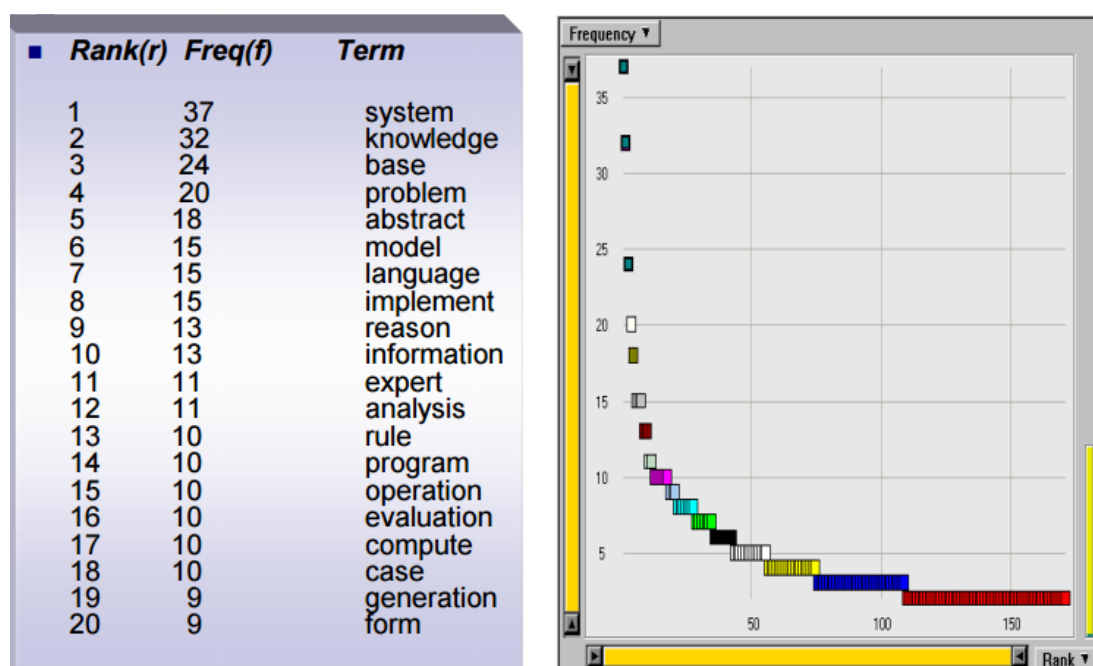 Rank(r) Freq(f) Term
1 37 system
2 32 knowledge
3 24 base
4 20 problem
5 18 abstract
6 15 model
7 15 language
8 15 implement
9 13 reason
10 13 information
11 11 expert
12 11 analysis
13 10 rule
14 10 program
15 10 operation
16 10 evaluation
17 10 compute
18 10 case
19 9 generation
20 9 form
Frequency
35
30
25
20
15
10
5
50 100 150
Rank